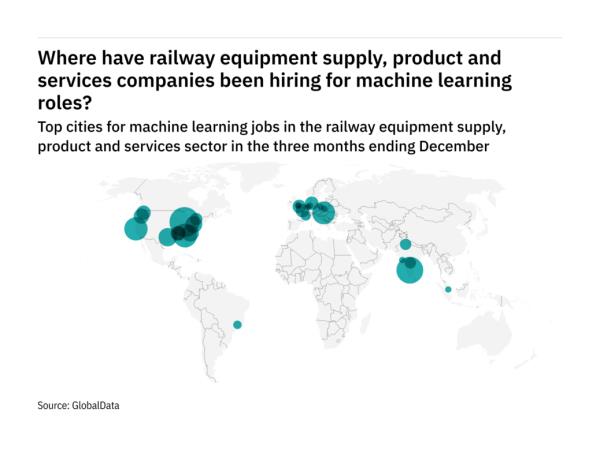 Where have railway equipment supply, product and
services companies been hiring for machine learning
roles?
Top cities for machine learning jobs in the railway equipment supply,
product and services sector in the three months ending December
Source: GlobalData